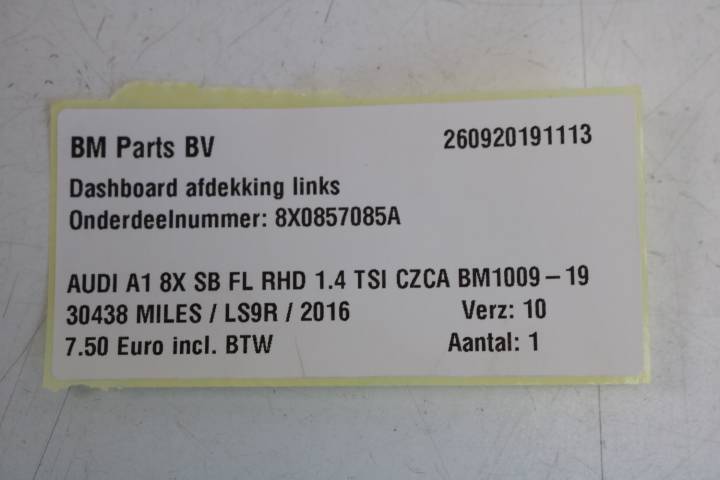 BM Parts BV 260920191113
Dashboard afdekking links
Onderdeelnummer: 8X0857085A
AUDI A1 8X SB FL RHD 1.4 TSI CZCA BM1009-19
30438 MILES / LS9R / 2016 Verz: 10
7.50 Euro incl. BTW Aantal: 1